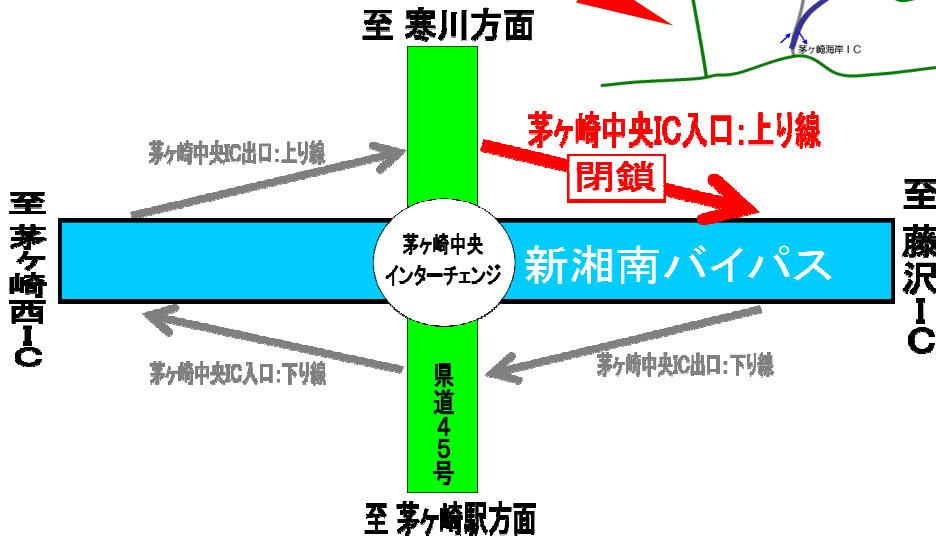 至 寒川方面
茅ヶ崎海岸IC
茅ヶ崎中央IC入口：上り線
閉鎖
茅ヶ崎中央IC出口：上り線
至 茅ヶ崎西IC
茅ヶ崎中央
インターチェンジ
新湘南バイパス
至 藤沢IC
茅ヶ崎中央IC入口：下り線
茅ヶ崎中央IC出口：下り線
県道45号
至 茅ヶ崎駅方面